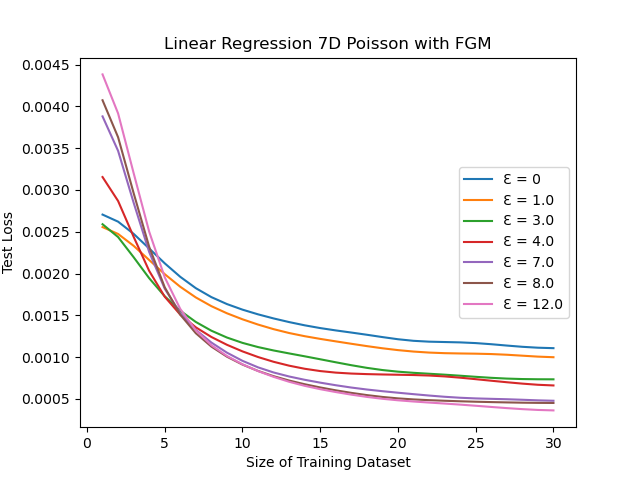 Linear Regression 7D Poisson with FGM
Test Loss
0.0045
0.0040
0.0035
0.0030
0.0025
0.0020
0.0015
0.0010
0.0005
ℇ = 0
ℇ = 1.0
ℇ = 3.0
ℇ = 4.0
ℇ = 7.0
ℇ = 8.0
ℇ = 12.0
0 5 10 15 20 25 30
Size of Training Dataset